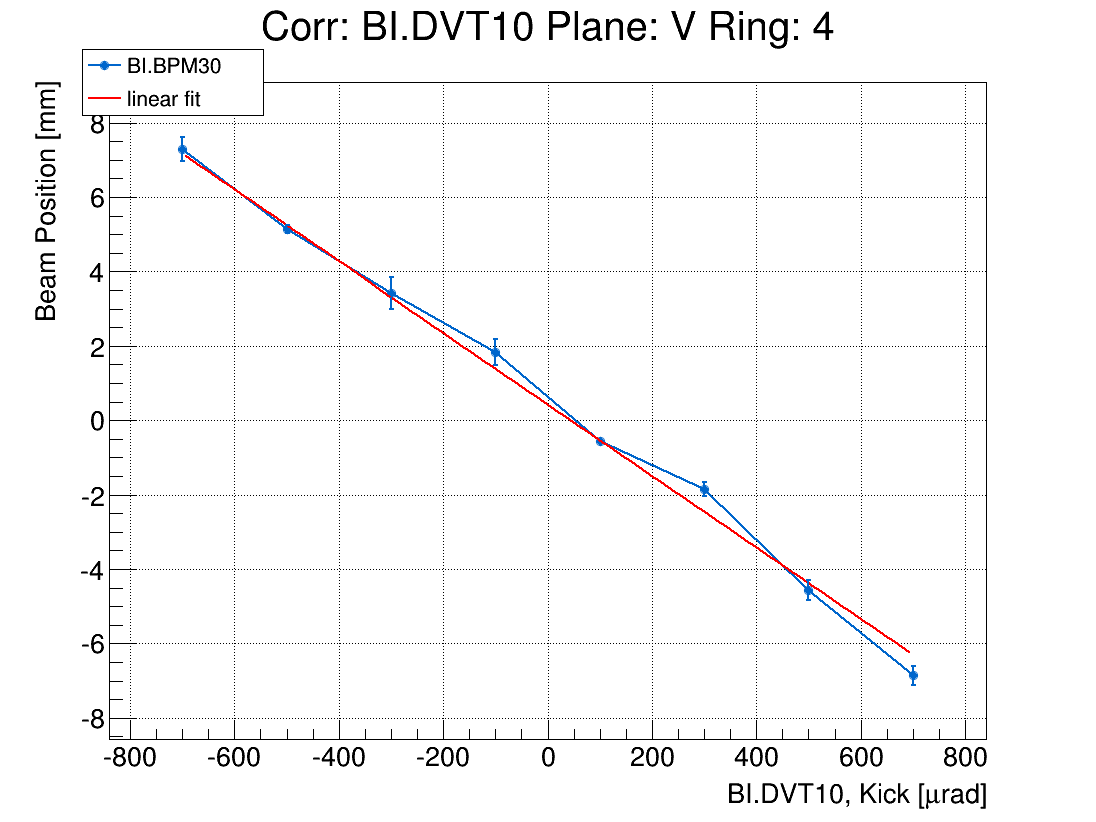 Corr: BI.DVT10 Plane: V Ring: 4
BI.BPM30
linear fit
Beam Position [mm]
8
6
4
2
0
-2
-4
-6
-8
-800 -600 -400 -200 0 200 400 600 800
BI.DVT10, Kick [μrad]